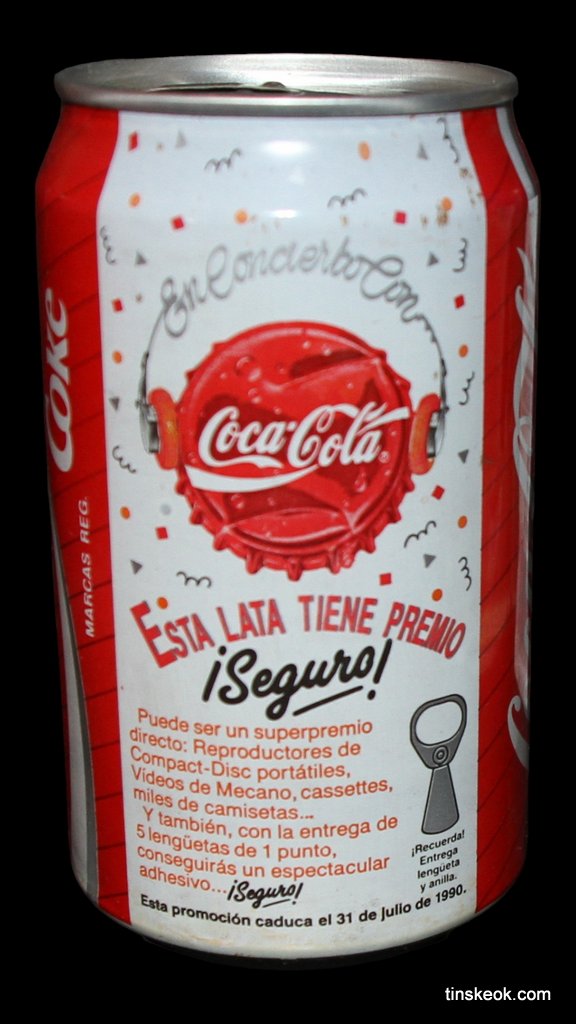 En Concierto Con
Coca-Cola
Coke
MARCAS REG.
ESTA LATA TIENE PREMIO
¡Seguro!
Puede ser un superpremio
directo: Reproductores de
Compact-Disc portátiles,
Vídeos de Mecano, cassettes,
miles de camisetas...
Y también, con la entrega de
5 lengüetas de 1 punto,
conseguirás un espectacular
adhesivo... ¡Seguro!
¡Recuerda!
Entrega
lengüeta
y anilla.
Esta promoción caduca el 31 de julio de 1990.
tinskeok.com